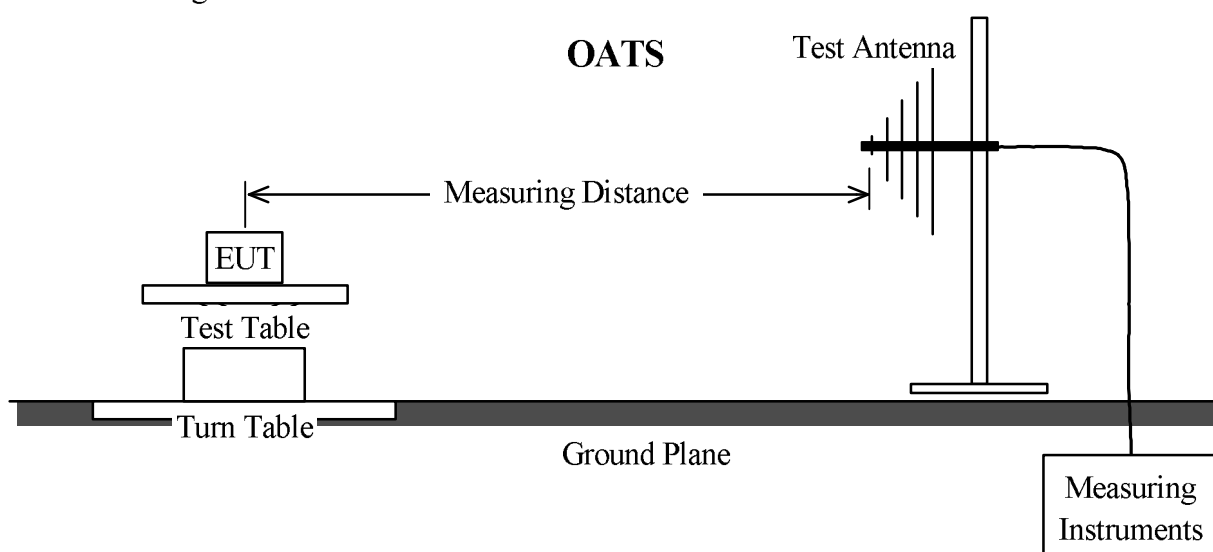 OATS
Test Antenna
Measuring Distance
EUT
Test Table
Turn Table
Ground Plane
Measuring
Instruments